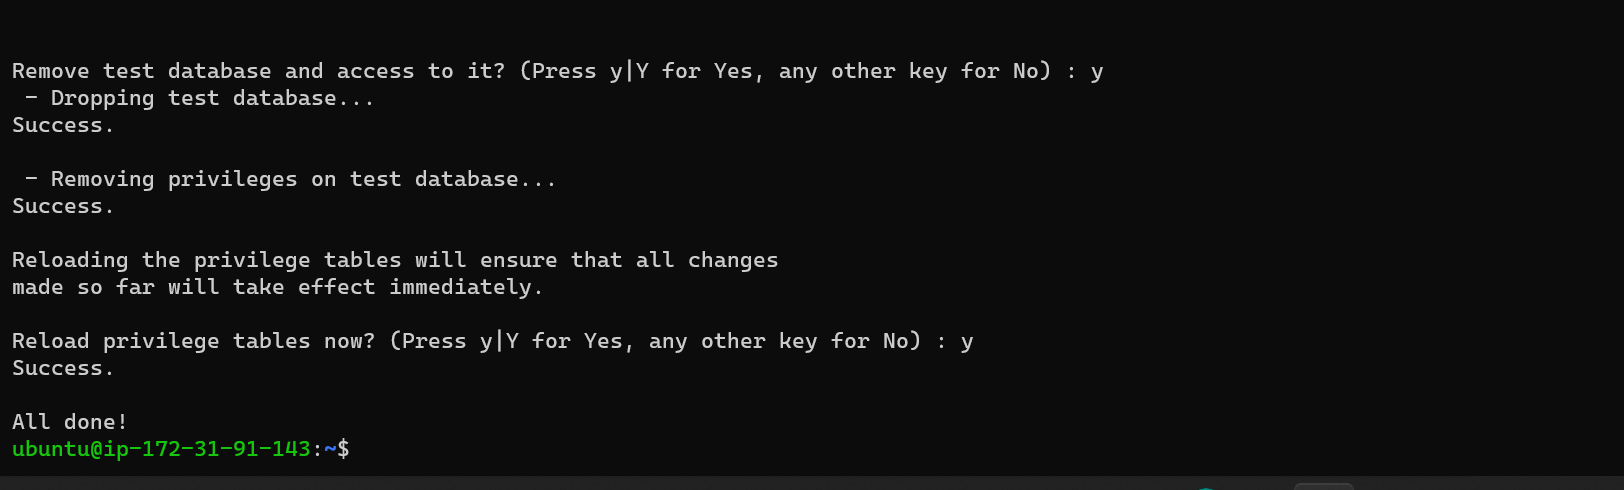 Remove test database and access to it? (Press y|Y for Yes, any other key for No) : y
 - Dropping test database...
Success.

 - Removing privileges on test database...
Success.

Reloading the privilege tables will ensure that all changes
made so far will take effect immediately.

Reload privilege tables now? (Press y|Y for Yes, any other key for No) : y
Success.

All done!
ubuntu@ip-172-31-91-143:~$